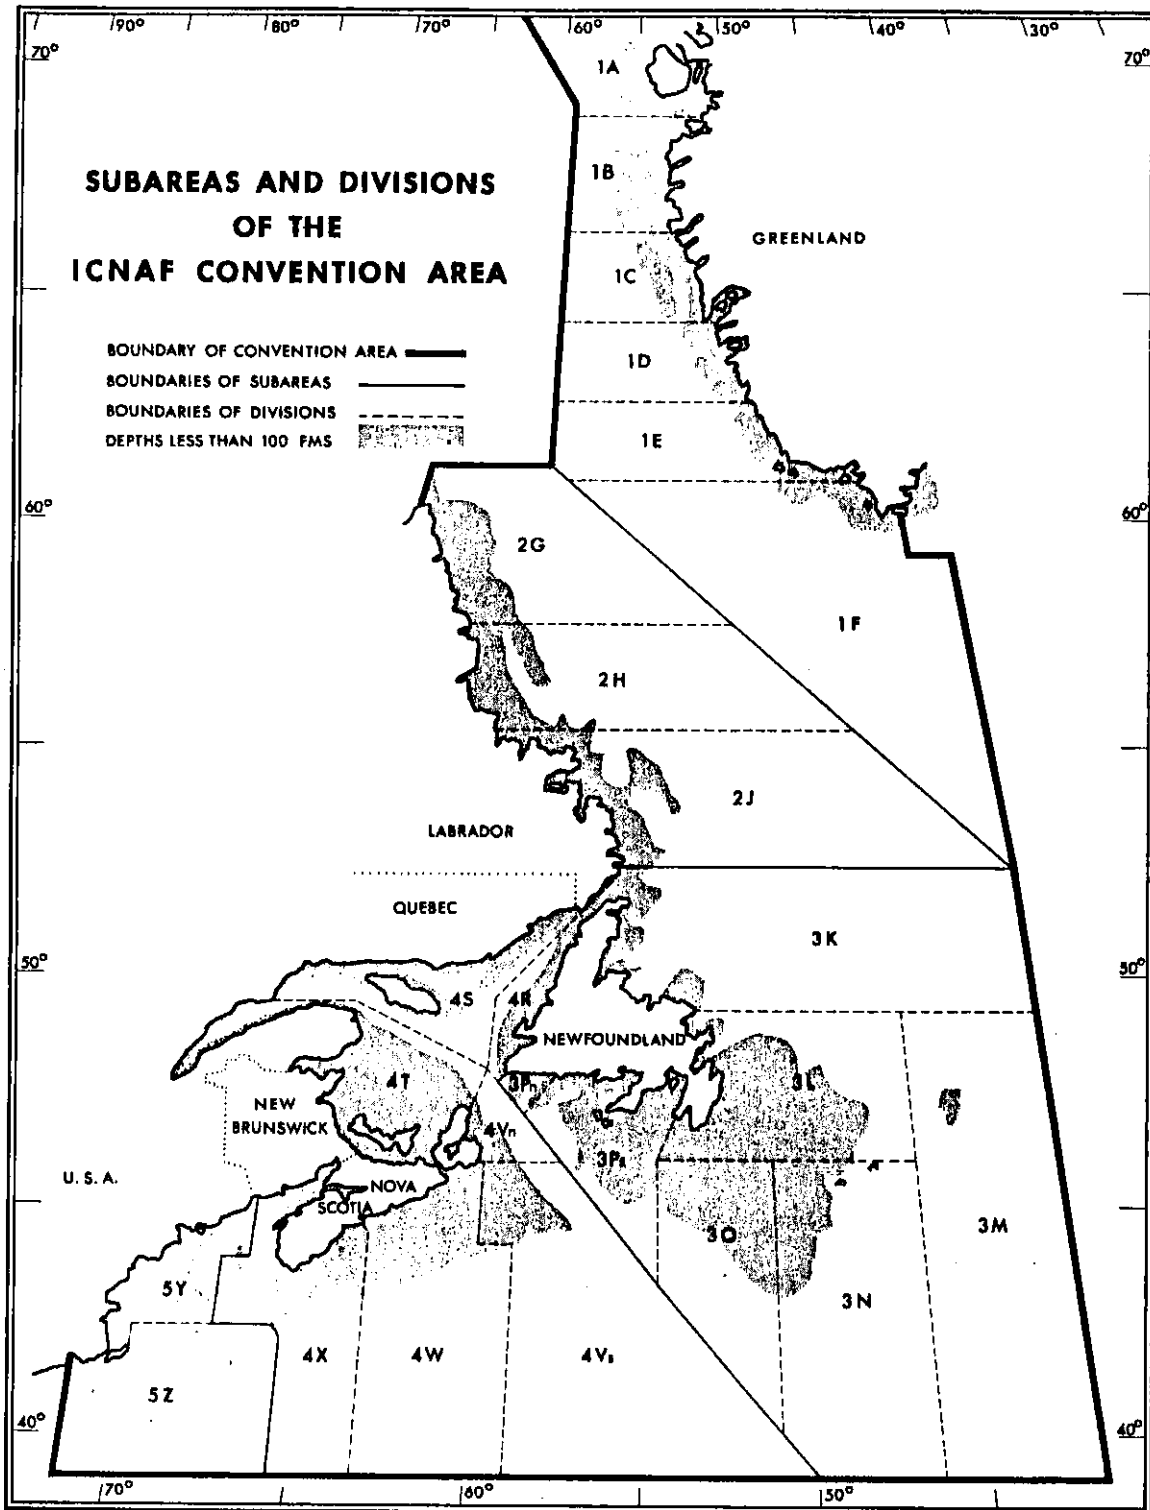 90° 80° 70° 60° 50° 40° 30°
70° 70°
1A
SUBAREAS AND DIVISIONS
OF THE
ICNAF CONVENTION AREA
1B
GREENLAND
1C
BOUNDARY OF CONVENTION AREA
BOUNDARIES OF SUBAREAS
BOUNDARIES OF DIVISIONS
DEPTHS LESS THAN 100 FMS
1D
1E
60° 60°
2G
1F
2H
2J
LABRADOR
QUEBEC
3K
50° 50°
4S 4R
NEWFOUNDLAND
4T 3Pn 3L
NEW
BRUNSWICK
4Vn
3Ps
U.S.A.
NOVA
SCOTIA
3O 3M
5Y
3N
4X 4W 4Vs
5Z
40° 40°
70° 60° 50°